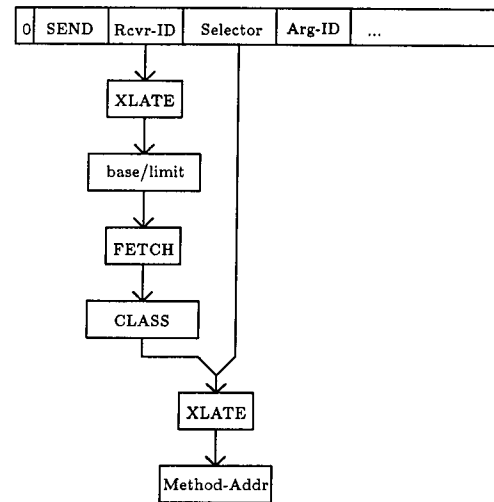 0 SEND Rcvr-ID Selector Arg-ID ...
XLATE
base/limit
FETCH
CLASS
XLATE
Method-Addr